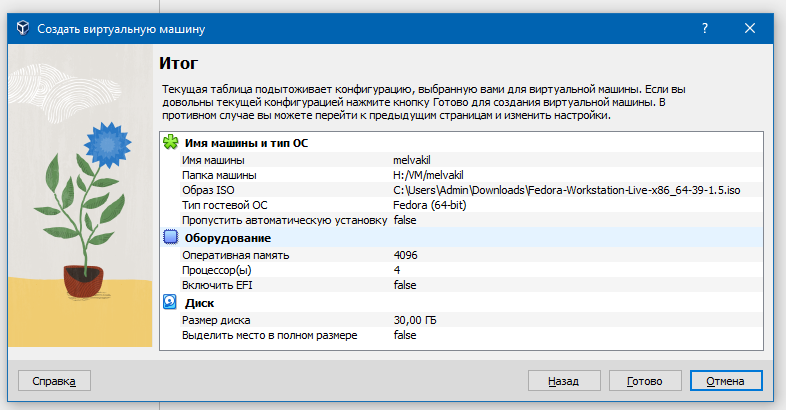 Создать виртуальную машину
?
Итог
Текущая таблица подытоживает конфигурацию, выбранную вами для виртуальной машины. Если вы
довольны текущей конфигурацией нажмите кнопку Готово для создания виртуальной машины. В
противном случае вы можете перейти к предыдущим страницам и изменить настройки.
Имя машины и тип ОС
Имя машины melvakil
Папка машины H:/VM/melvakil
Образ ISO C:\Users\Admin\Downloads\Fedora-Workstation-Live-x86_64-39-1.5.iso
Тип гостевой ОС Fedora (64-bit)
Пропустить автоматическую установку false
Оборудование
Оперативная память 4096
Процессор(ы) 4
Включить EFI false
Диск
Размер диска 30,00 ГБ
Выделить место в полном размере false
Справка Назад Готово Отмена